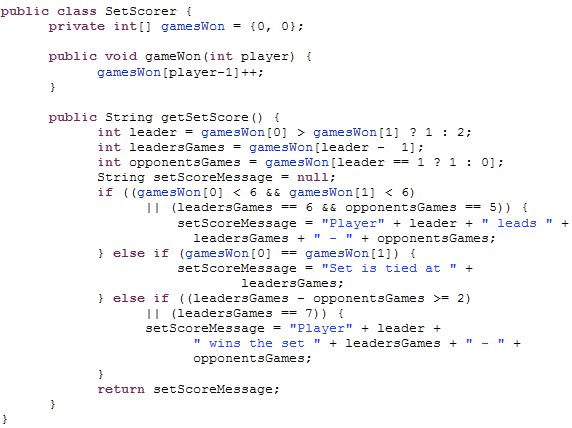 public class SetScorer {
private int[] gamesWon = {0, 0};
public void gameWon(int player) {
gamesWon[player-1]++;
}
public String getSetScore() {
int leader = gamesWon[0] > gamesWon[1] ? 1 : 2;
int leadersGames = gamesWon[leader - 1];
int opponentsGames = gamesWon[leader == 1 ? 1 : 0];
String setScoreMessage = null;
if ((gamesWon[0] < 6 && gamesWon[1] < 6)
|| (leadersGames == 6 && opponentsGames == 5)) {
setScoreMessage = "Player" + leader + " leads " +
leadersGames + " - " + opponentsGames;
} else if (gamesWon[0] == gamesWon[1]) {
setScoreMessage = "Set is tied at " +
leadersGames;
} else if ((leadersGames - opponentsGames >= 2)
|| (leadersGames == 7)) {
setScoreMessage = "Player" + leader +
" wins the set " + leadersGames + " - " +
opponentsGames;
}
return setScoreMessage;
}
}